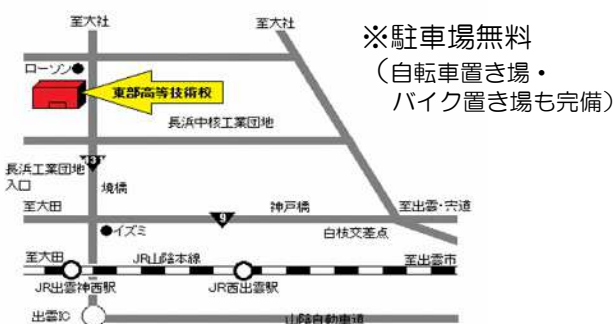 至大社
至大社
※駐車場無料
(自転車置き場・
バイク置き場も完備)
ローソン
東部高等技術校
長浜中核工業団地
長浜工業団地
入口
境橋
至大田
9
神戸橋
至出雲・宍道
イズミ
白枝交差点
至大田
JR山陰本線
至出雲市
JR出雲神西駅
JR西出雲駅
出雲IC
山陰自動車道